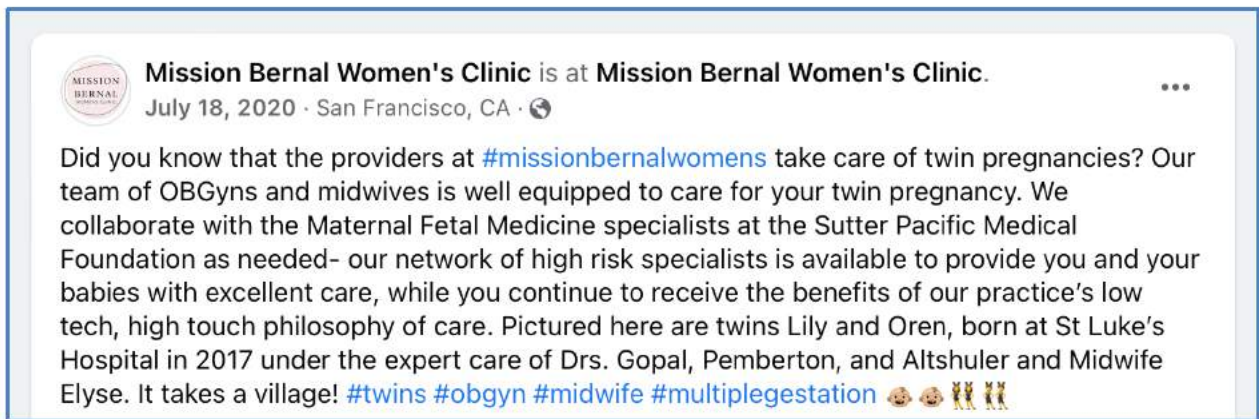 MISSION
BERNAL
WOMENS CLINIC
Mission Bernal Women's Clinic is at Mission Bernal Women's Clinic.
July 18, 2020 · San Francisco, CA ·
Did you know that the providers at #missionbernalwomens take care of twin pregnancies? Our
team of OBGyns and midwives is well equipped to care for your twin pregnancy. We
collaborate with the Maternal Fetal Medicine specialists at the Sutter Pacific Medical
Foundation as needed- our network of high risk specialists is available to provide you and your
babies with excellent care, while you continue to receive the benefits of our practice’s low
tech, high touch philosophy of care. Pictured here are twins Lily and Oren, born at St Luke’s
Hospital in 2017 under the expert care of Drs. Gopal, Pemberton, and Altshuler and Midwife
Elyse. It takes a village! #twins #obgyn #midwife #multiplegestation 👶🏼👶🏼👯👯